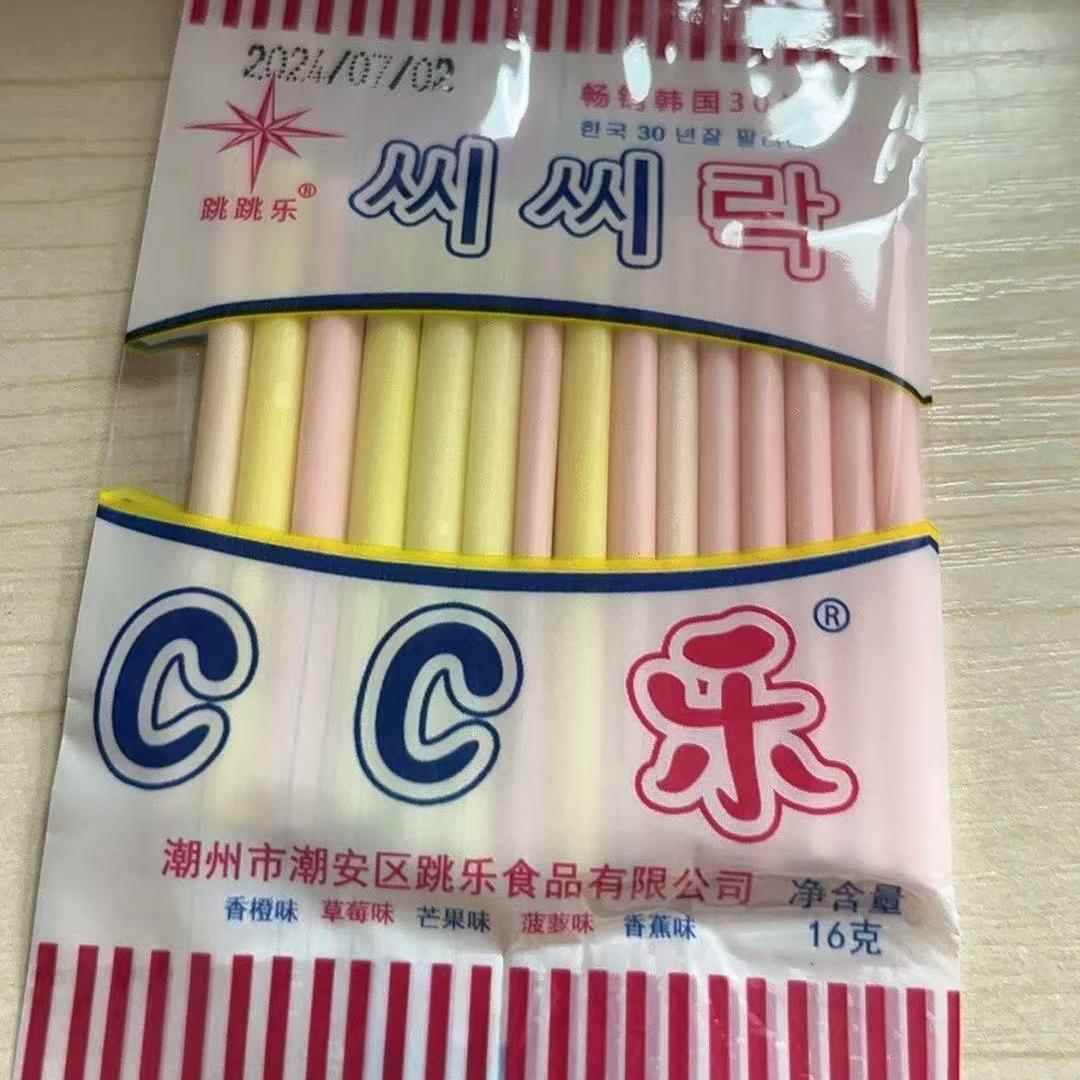 2024/07/02
畅销韩国30
한국 30 년잘
씨씨락
跳跳乐®
CC乐®
潮州市潮安区跳乐食品有限公司
净含量
香橙味 草莓味 芒果味 菠萝味 香蕉味
16克